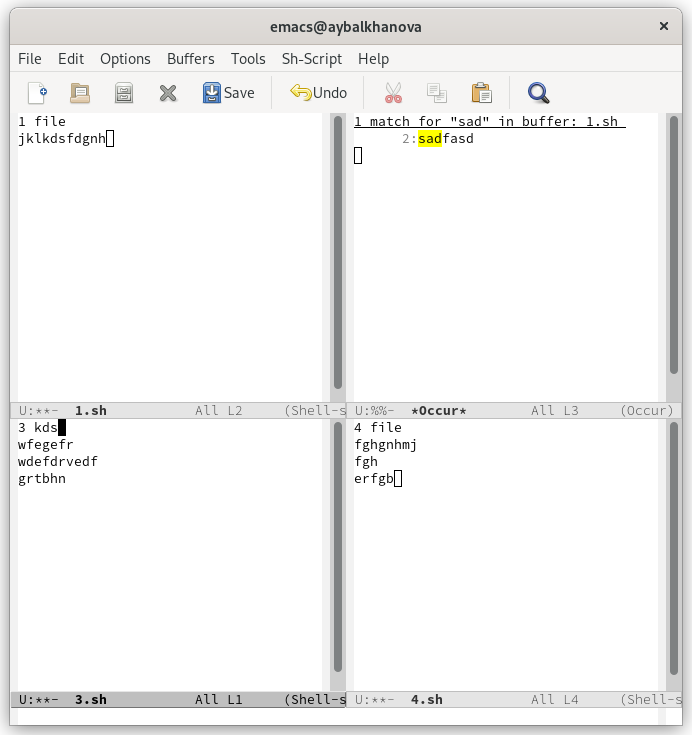 emacs@aybalkhanova ×
File Edit Options Buffers Tools Sh-Script Help
Save Undo
1 file
jklkdsfdgnh
U:**- 1.sh All L2 (Shell-s
1 match for "sad" in buffer: 1.sh
2:sadfasd
U:%%- *Occur* All L3 (Occur)
3 kds
wfegefr
wdefdrvedf
grtbhn
U:**- 3.sh All L1 (Shell-s
4 file
fghgnhmj
fgh
erfgb
U:**- 4.sh All L4 (Shell-s